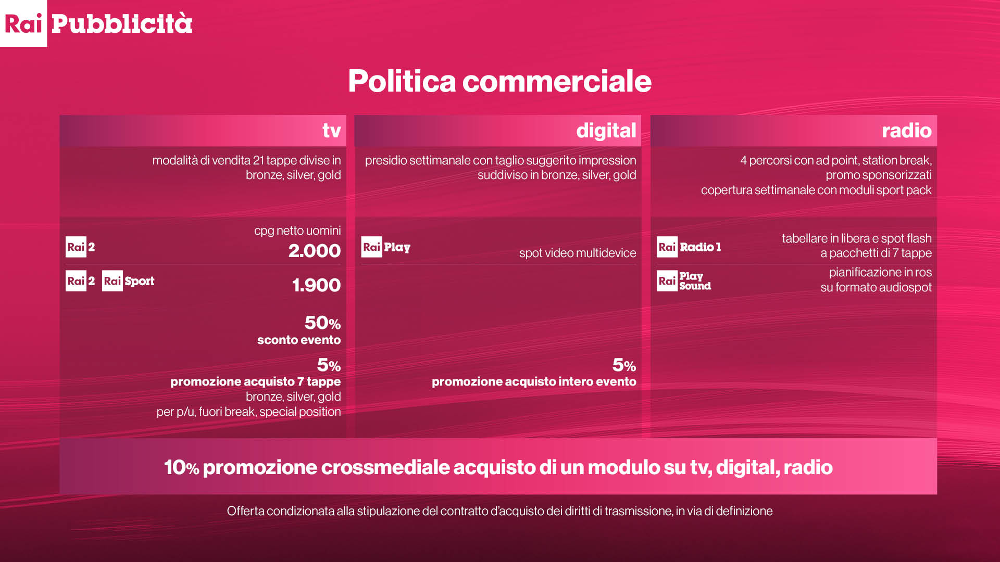 Rai Pubblicità
Politica commerciale
tv
modalità di vendita 21 tappe divise in
bronze, silver, gold
cpg netto uomini
Rai 2
2.000
Rai 2 Rai Sport
1.900
50%
sconto evento
5%
promozione acquisto 7 tappe
bronze, silver, gold
per p/u, fuori break, special position
digital
presidio settimanale con taglio suggerito impression
suddiviso in bronze, silver, gold
Rai Play
spot video multidevice
5%
promozione acquisto intero evento
radio
4 percorsi con ad point, station break,
promo sponsorizzati
copertura settimanale con moduli sport pack
Rai Radio 1
tabellare in libera e spot flash
a pacchetti di 7 tappe
Rai Play
Sound
pianificazione in ros
su formato audiospot
10% promozione crossmediale acquisto di un modulo su tv, digital, radio
Offerta condizionata alla stipulazione del contratto d’acquisto dei diritti di trasmissione, in via di definizione